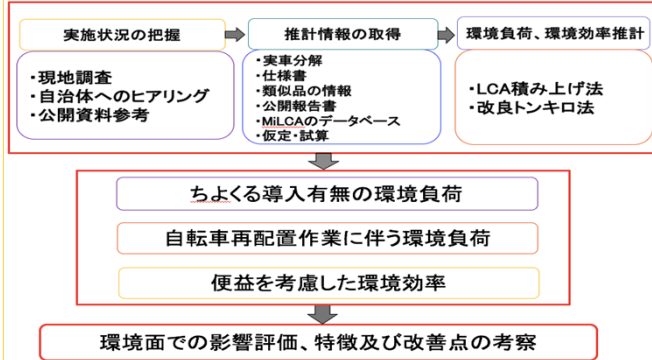 実施状況の把握
・現地調査
・自治体へのヒアリング
・公開資料参考
推計情報の取得
・実車分解
・仕様書
・類似品の情報
・公開報告書
・MiLCAのデータベース
・仮定・試算
環境負荷、環境効率推計
・LCA積み上げ法
・改良トンキロ法
ちよくる導入有無の環境負荷
自転車再配置作業に伴う環境負荷
便益を考慮した環境効率
環境面での影響評価、特徴及び改善点の考察